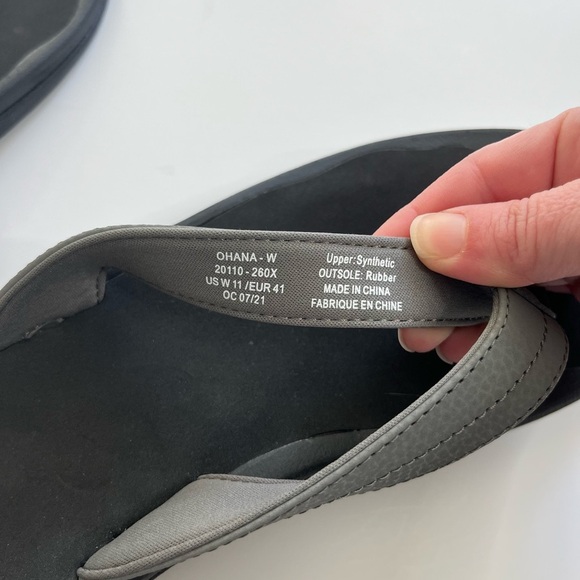 OHANA - W
20110 - 260X
US W 11 /EUR 41
OC 07/21
Upper:Synthetic
OUTSOLE: Rubber
MADE IN CHINA
FABRIQUE EN CHINE